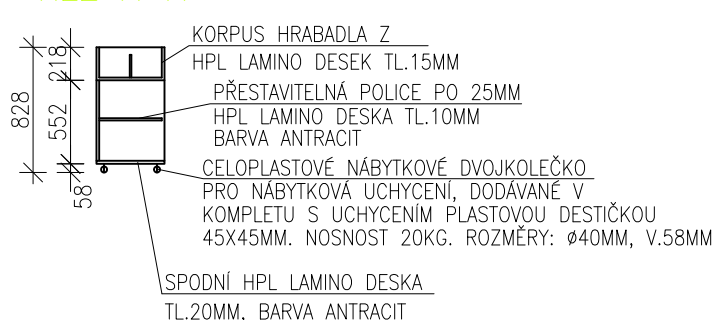 KORPUS HRABADLA Z
HPL LAMINO DESEK TL.15MM
PŘESTAVITELNÁ POLICE PO 25MM
HPL LAMINO DESKA TL.10MM
BARVA ANTRACIT
CELOPLASTOVÉ NÁBYTKOVÉ DVOJKOLEČKO
PRO NÁBYTKOVÁ UCHYCENÍ, DODÁVANÉ V
KOMPLETU S UCHYCENÍM PLASTOVOU DESTIČKOU
45X45MM. NOSNOST 20KG. ROZMĚRY: Ø40MM, V.58MM
SPODNÍ HPL LAMINO DESKA
TL.20MM, BARVA ANTRACIT
828
218
552
58